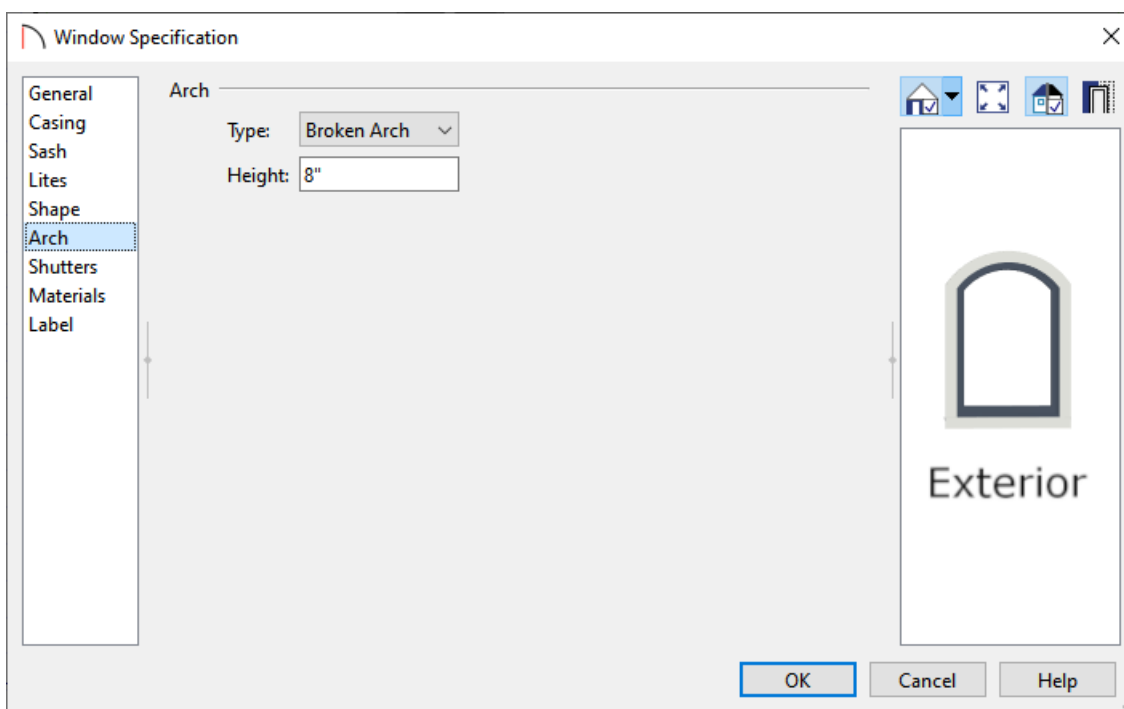 Window Specification
General
Casing
Sash
Lites
Shape
Arch
Shutters
Materials
Label
Arch
Type: Broken Arch
Height: 8"
Exterior
OK Cancel Help